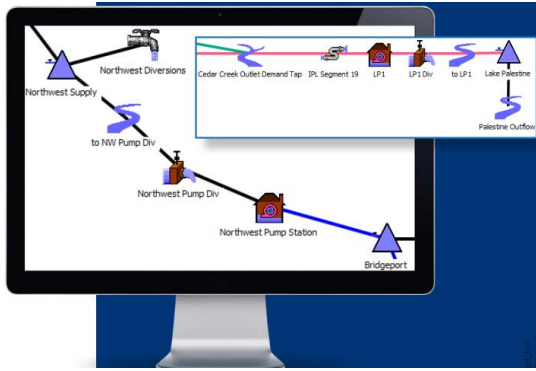 Northwest Diversions
Northwest Supply
to NW Pump Div
Northwest Pump Div
Northwest Pump Station
Bridgeport
Cedar Creek Outlet Demand Tap
IPL Segment 19
LP1
LP1 Div
to LP1
Lake Palestine
Palestine Outflow